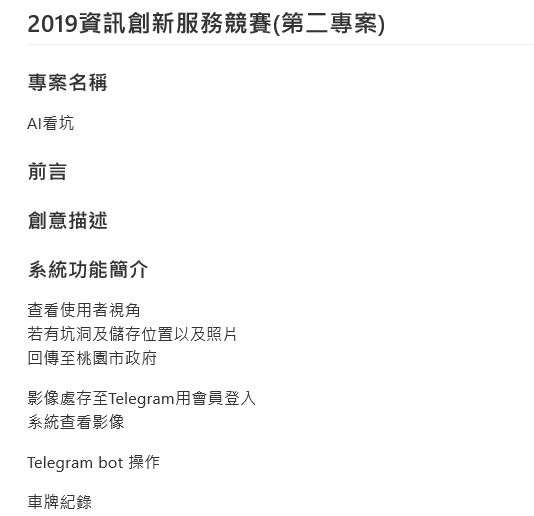 2019資訊創新服務競賽(第二專案)
專案名稱
AI看坑
前言
創意描述
系統功能簡介
查看使用者視角
若有坑洞及儲存位置以及照片
回傳至桃園市政府
影像處存至Telegram用會員登入
系統查看影像
Telegram bot 操作
車牌紀錄